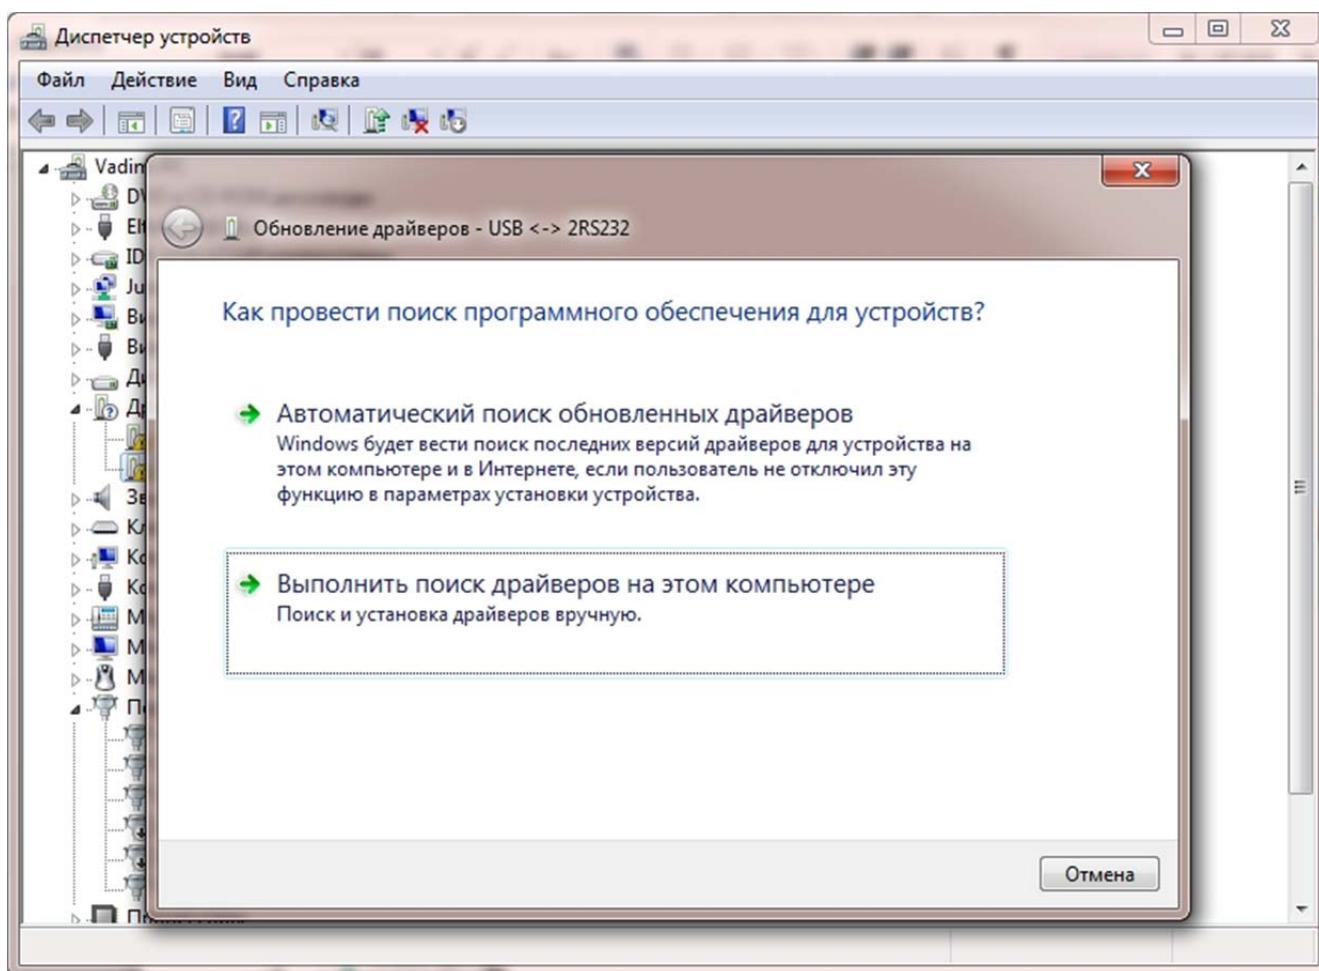 Диспетчер устройств
Файл Действие Вид Справка
Обновление драйверов - USB <-> 2RS232
Как провести поиск программного обеспечения для устройств?
Автоматический поиск обновленных драйверов
Windows будет вести поиск последних версий драйверов для устройства на
этом компьютере и в Интернете, если пользователь не отключил эту
функцию в параметрах установки устройства.
Выполнить поиск драйверов на этом компьютере
Поиск и установка драйверов вручную.
Отмена